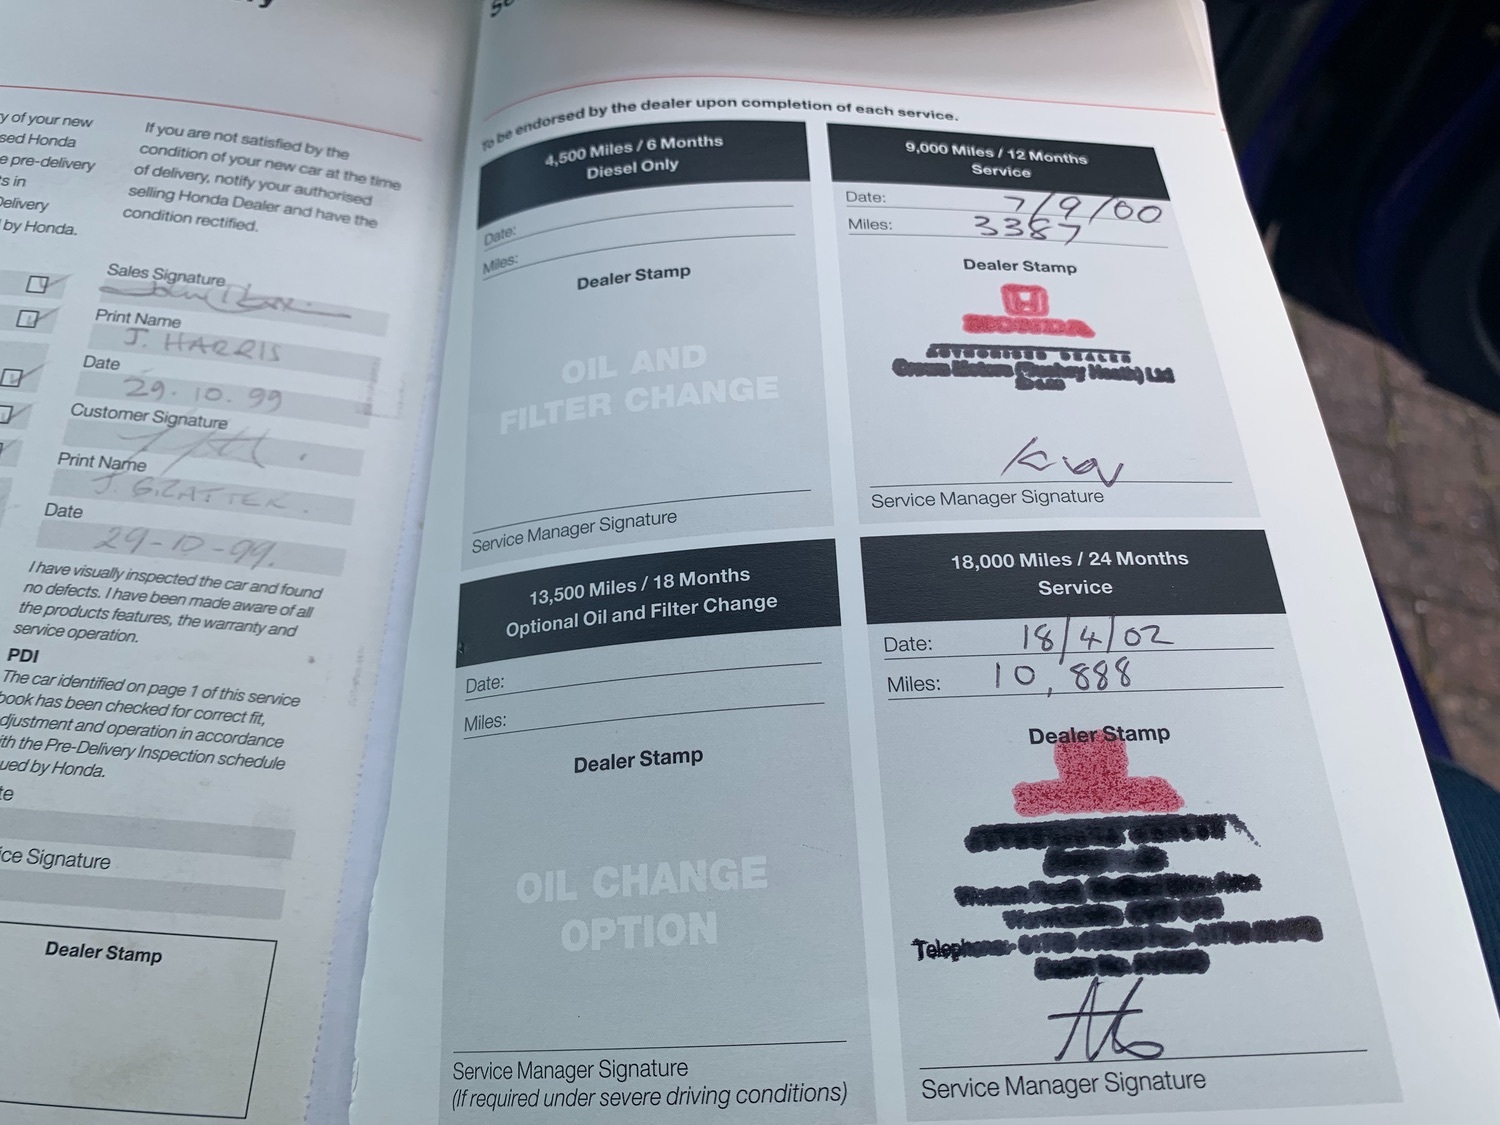 y of your new
sed Honda
e pre-delivery
ts in
Delivery
by Honda.
If you are not satisfied by the
condition of your new car at the time
of delivery, notify your authorised
selling Honda Dealer and have the
condition rectified.
Sales Signature
Print Name
J. HARRIS
Date
29.10.99
Customer Signature
Print Name
Date
29-10-99.
I have visually inspected the car and found
no defects. I have been made aware of all
the products features, the warranty and
service operation.
PDI
The car identified on page 1 of this service
book has been checked for correct fit,
djustment and operation in accordance
ith the Pre-Delivery Inspection schedule
ued by Honda.
te
ice Signature
Dealer Stamp
To be endorsed by the dealer upon completion of each service.
4,500 Miles / 6 Months
Diesel Only
Date:
Miles:
Dealer Stamp
OIL AND
FILTER CHANGE
Service Manager Signature
9,000 Miles / 12 Months
Service
Date: 7/9/00
Miles: 3387
Dealer Stamp
HONDA
AUTHORISED DEALER
Service Manager Signature
13,500 Miles / 18 Months
Optional Oil and Filter Change
Date:
Miles:
Dealer Stamp
OIL CHANGE
OPTION
Service Manager Signature
(If required under severe driving conditions)
18,000 Miles / 24 Months
Service
Date: 18/4/02
Miles: 10,888
Dealer Stamp
Telephone:
Service Manager Signature